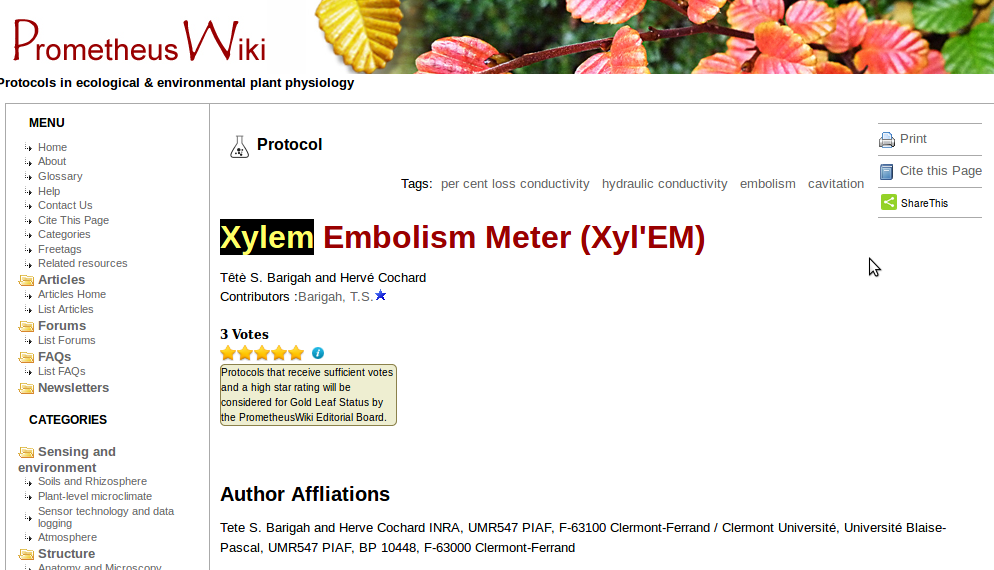 Prometheus Wiki
Protocols in ecological & environmental plant physiology
MENU
Home
About
Glossary
Help
Contact Us
Cite This Page
Categories
Freetags
Related resources
Articles
Articles Home
List Articles
Forums
List Forums
FAQs
List FAQs
Newsletters
CATEGORIES
Sensing and
environment
Soils and Rhizosphere
Plant-level microclimate
Sensor technology and data
logging
Atmosphere
Structure
Anatomy and Microscopy
Protocol
Print
Cite this Page
ShareThis
Tags: per cent loss conductivity hydraulic conductivity embolism cavitation
Xylem Embolism Meter (Xyl'EM)
Têtè S. Barigah and Hervé Cochard
Contributors :Barigah, T.S.
3 Votes
Protocols that receive sufficient votes
and a high star rating will be
considered for Gold Leaf Status by
the PrometheusWiki Editorial Board.
Author Affliations
Tete S. Barigah and Herve Cochard INRA, UMR547 PIAF, F-63100 Clermont-Ferrand / Clermont Université, Université Blaise-
Pascal, UMR547 PIAF, BP 10448, F-63000 Clermont-Ferrand